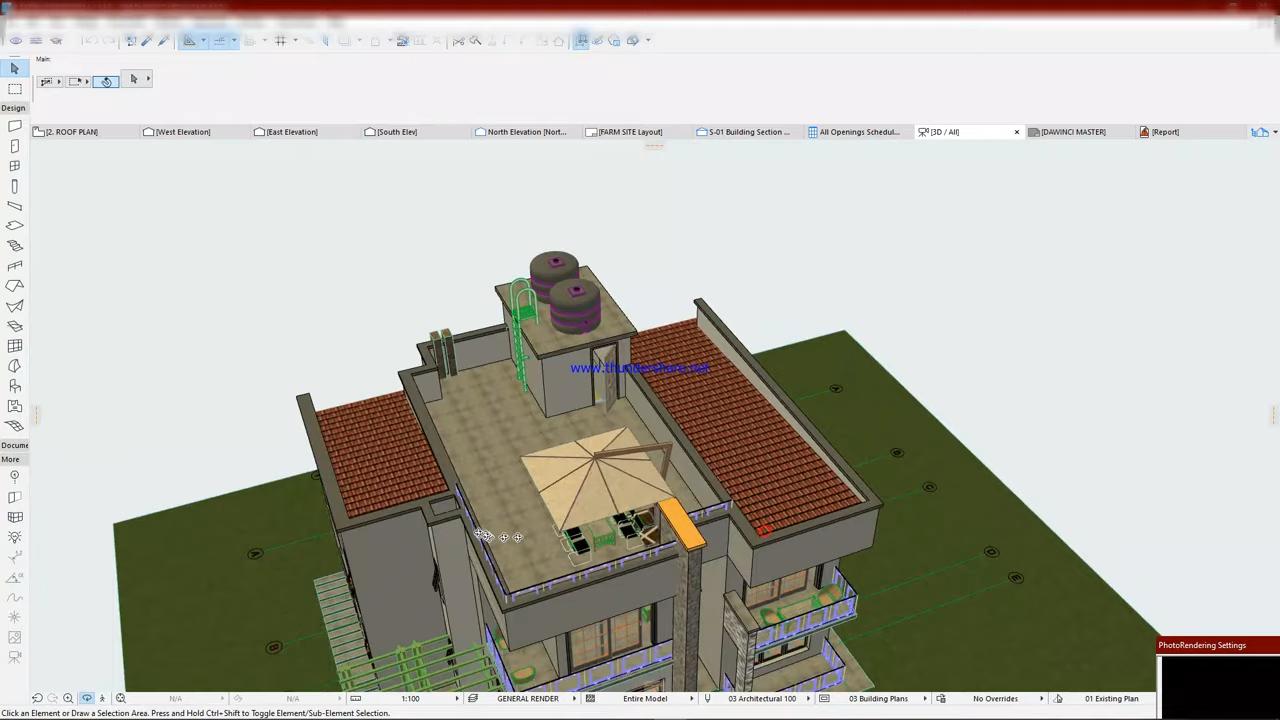 Main:
Design
[2. ROOF PLAN]
[West Elevation]
[East Elevation]
[South Elev]
North Elevation [Nort...
[FARM SITE Layout]
S-01 Building Section ...
All Openings Schedul...
[3D / All]
[DAWINCI MASTER]
[Report]
www.thundershare.net
A
B
C
D
E
A
B
Docume
More
PhotoRendering Settings
N/A
N/A
1:100
GENERAL RENDER
Entire Model
03 Architectural 100
03 Building Plans
No Overrides
01 Existing Plan
Click an Element or Draw a Selection Area. Press and Hold Ctrl+Shift to Toggle Element/Sub-Element Selection.